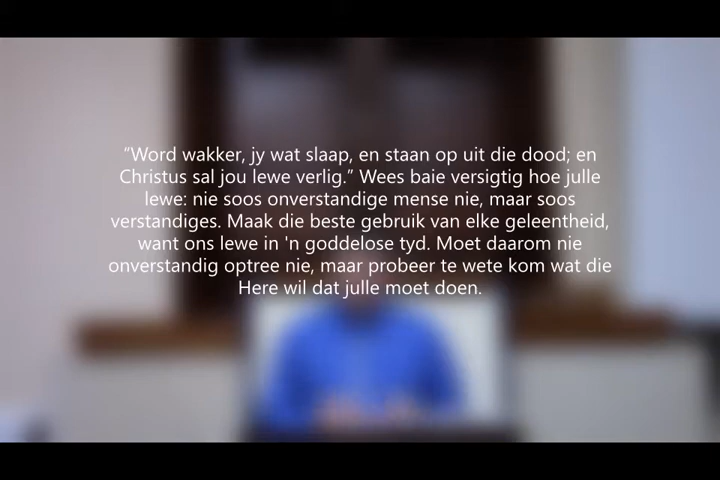 “Word wakker, jy wat slaap, en staan op uit die dood; en
Christus sal jou lewe verlig.” Wees baie versigtig hoe julle
lewe: nie soos onverstandige mense nie, maar soos
verstandiges. Maak die beste gebruik van elke geleentheid,
want ons lewe in 'n goddelose tyd. Moet daarom nie
onverstandig optree nie, maar probeer te wete kom wat die
Here wil dat julle moet doen.